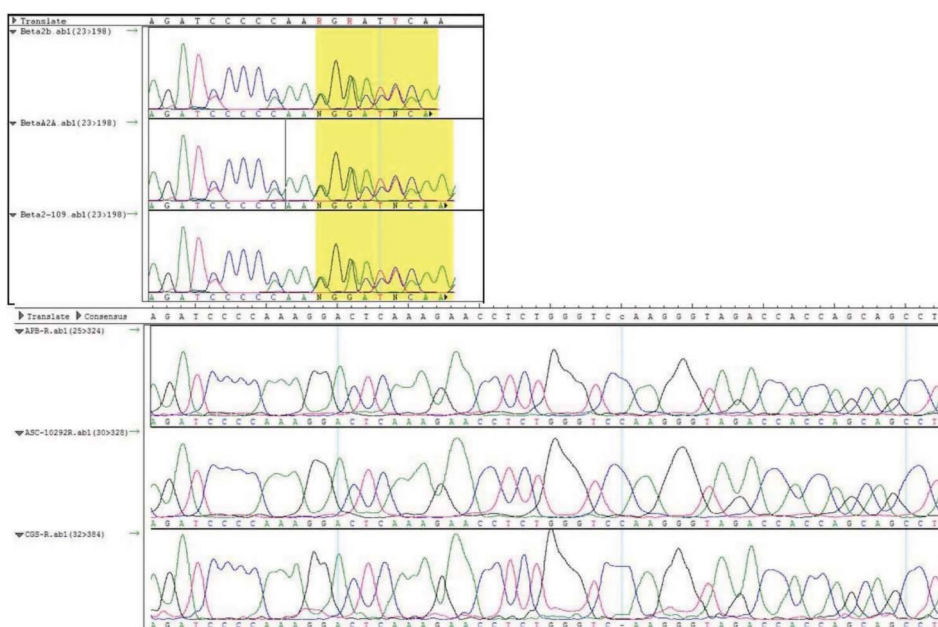 Translate A G A T C C C C C A A R G R A T Y C A A
Beta2b.ab1(23>198)
A G A T C C C C C A A N G G A T N C A
BetaA2A.ab1(23>198)
A G A T C C C C C A A N G G A T N C A A
Beta2-109.ab1(23>198)
A G A T C C C C C A A N G G A T N C A A
Translate Consensus A G A T C C C C A A A G G A C T C A A A G A A C C T C T G G G T C c A A G G G T A G A C C A C C A G C A G C C T
APB-R.ab1(25>324)
A G A T C C C C A A A G G A C T C A A A G A A C C T C T G G G T C C A A G G G T A G A C C A C C A G C A G C C T
ASC-10292R.ab1(30>328)
A G A T C C C C A A A G G A C T C A A A G A A C C T C T G G G T C C A A G G G T A G A C C A C C A G C A G C C T
CGS-R.ab1(32>384)
A G A T C C C C A A A G G A C T C A A A G A A C C T C T G G G T C - A A G G G T A G A C C A C C A G C A G C C T